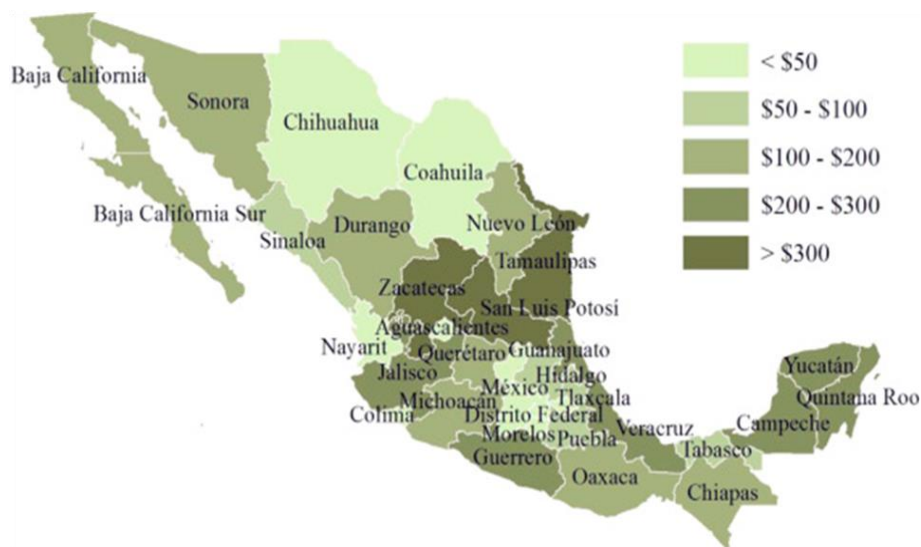 Baja California
Sonora
Chihuahua
Coahuila
Baja California Sur
Sinaloa
Durango
Nuevo León
Tamaulipas
Zacatecas
San Luis Potosí
Aguascalientes
Nayarit
Querétaro
Guanajuato
Jalisco
Hidalgo
México
Michoacán
Tlaxcala
Colima
Distrito Federal
Morelos
Puebla
Veracruz
Guerrero
Oaxaca
Tabasco
Chiapas
Campeche
Yucatán
Quintana Roo
< $50
$50 - $100
$100 - $200
$200 - $300
> $300